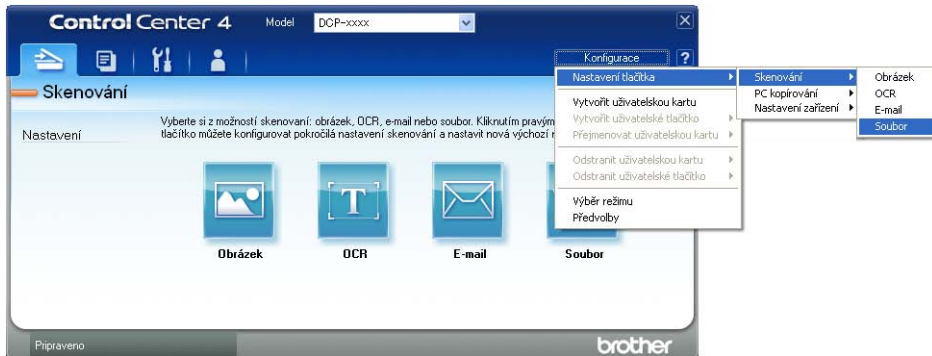 Control Center 4
Model
DCP-xxxx
Konfigurace
?
Skenování
Nastavení
Vyberte si z možností skenovaní: obrázek, OCR, e-mail nebo soubor. Kliknutím pravým
tlačítko můžete konfigurovat pokročilá nastavení skenování a nastavit nová výchozí
Obrázek
OCR
E-mail
Soubor
Nastavení tlačítka
Vytvořit uživatelskou kartu
Vytvořit uživatelské tlačítko
Přejmenovat uživatelskou kartu
Odstranit uživatelskou kartu
Odstranit uživatelské tlačítko
Výběr režimu
Předvolby
Skenování
PC kopírování
Nastavení zařízení
Obrázek
OCR
E-mail
Soubor
Pripraveno
brother